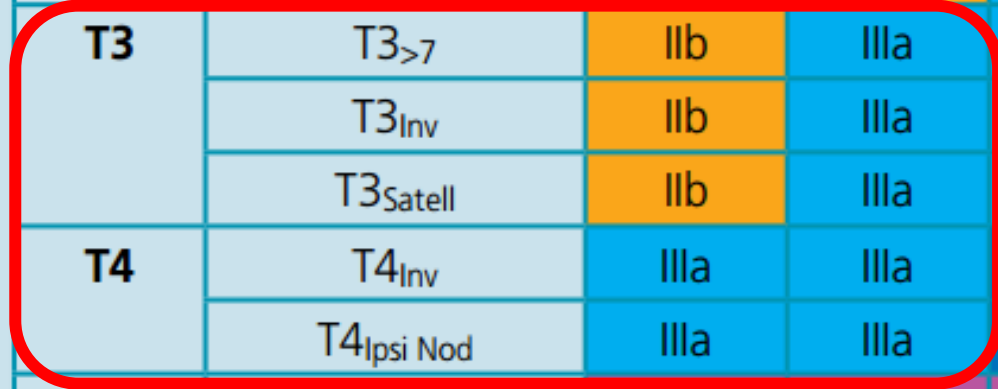 T3 T3>7 IIb IIIa
T3Inv IIb IIIa
T3Satell IIb IIIa
T4 T4Inv IIIa IIIa
T4Ipsi Nod IIIa IIIa